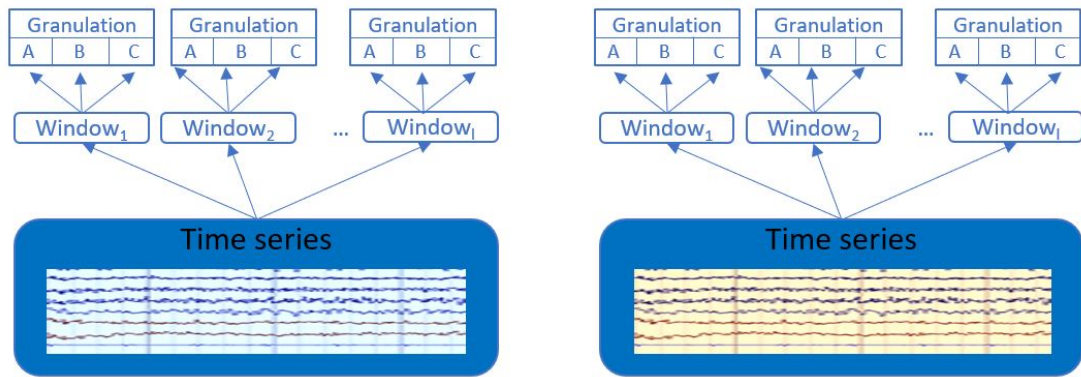 Granulation Granulation Granulation Granulation Granulation Granulation
A B C A B C A B C A B C A B C A B C
Window1 Window2 ... Windowl Window1 Window2 ... Windowl
Time series Time series